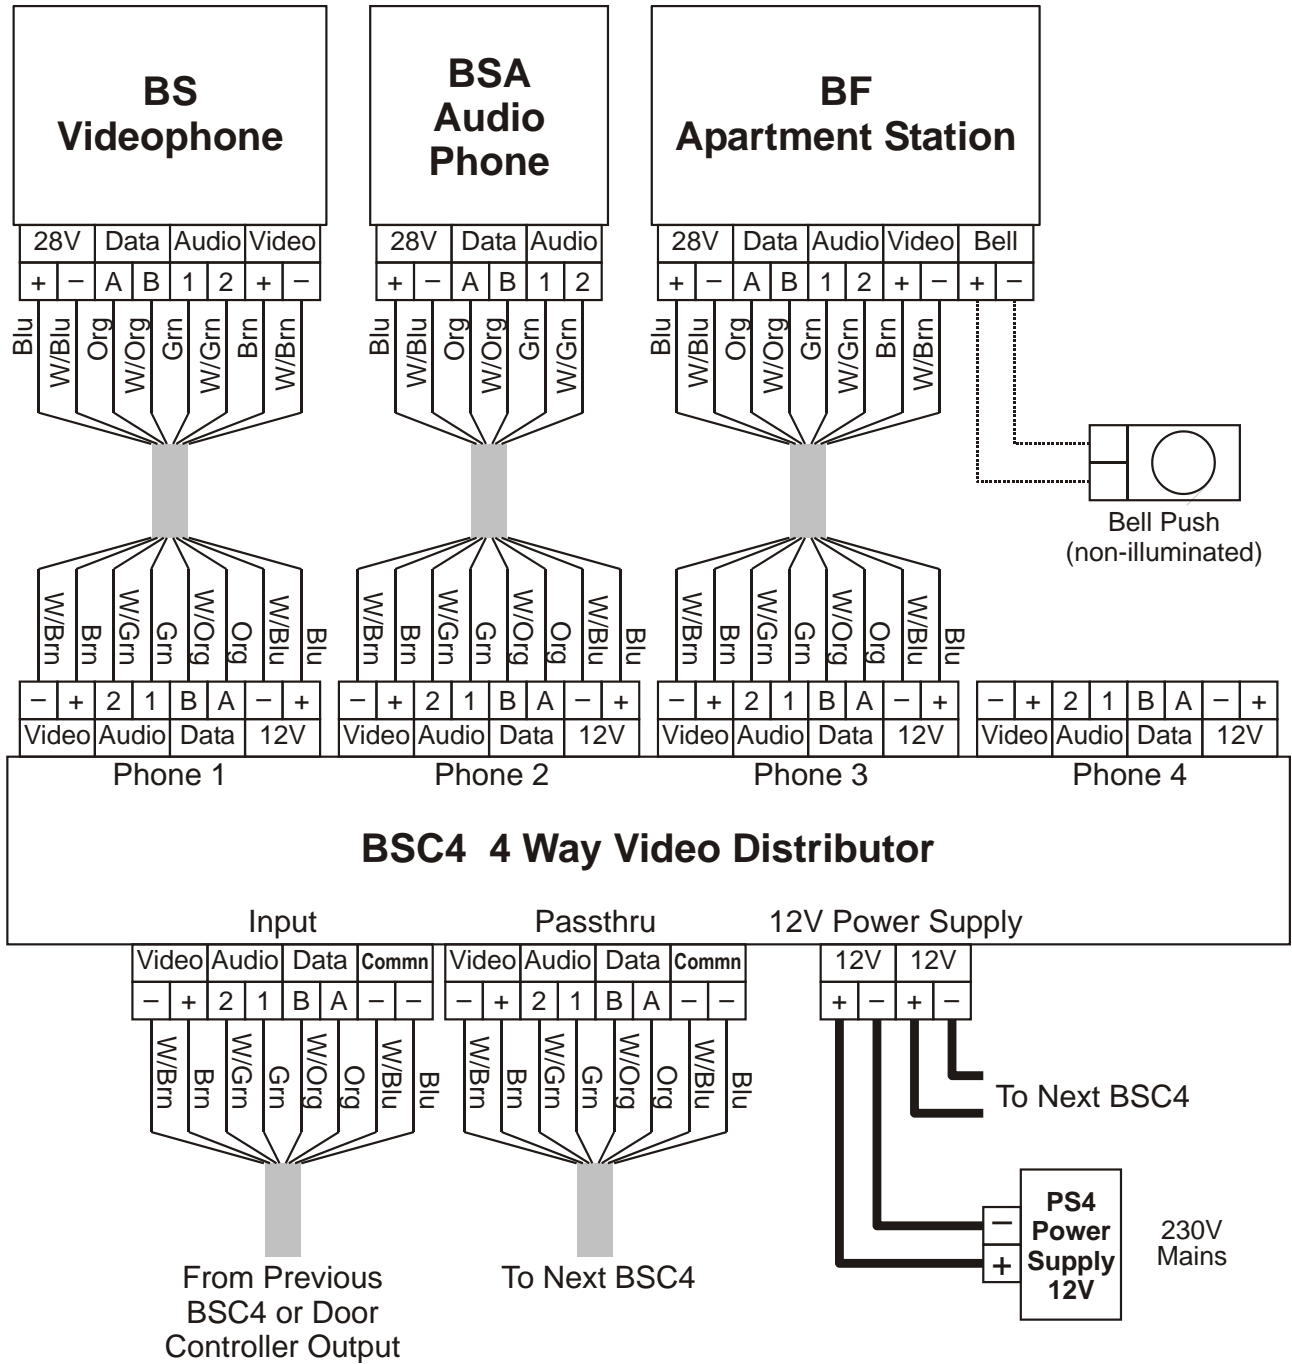 BS
Videophone
BSA
Audio
Phone
BF
Apartment Station
28V Data Audio Video
28V Data Audio
28V Data Audio Video Bell
+ – A B 1 2 + –
+ – A B 1 2
+ – A B 1 2 + – + –
Blu W/Blu Org W/Org Grn W/Grn Brn W/Brn
Blu W/Blu Org W/Org Grn W/Grn
Blu W/Blu Org W/Org Grn W/Grn Brn W/Brn
Bell Push
(non-illuminated)
W/Brn Brn W/Grn Grn W/Org Org W/Blu Blu
W/Brn Brn W/Grn Grn W/Org Org W/Blu Blu
W/Brn Brn W/Grn Grn W/Org Org W/Blu Blu
– + 2 1 B A – +
– + 2 1 B A – +
– + 2 1 B A – +
– + 2 1 B A – +
Video Audio Data 12V
Video Audio Data 12V
Video Audio Data 12V
Video Audio Data 12V
Phone 1
Phone 2
Phone 3
Phone 4
BSC4 4 Way Video Distributor
Input
Passthru
12V Power Supply
Video Audio Data Commn
Video Audio Data Commn
12V 12V
– + 2 1 B A – –
– + 2 1 B A – –
+ – + –
W/Brn Brn W/Grn Grn W/Org Org W/Blu Blu
W/Brn Brn W/Grn Grn W/Org Org W/Blu Blu
To Next BSC4
From Previous
BSC4 or Door
Controller Output
To Next BSC4
–
+
PS4
Power
Supply
12V
230V
Mains